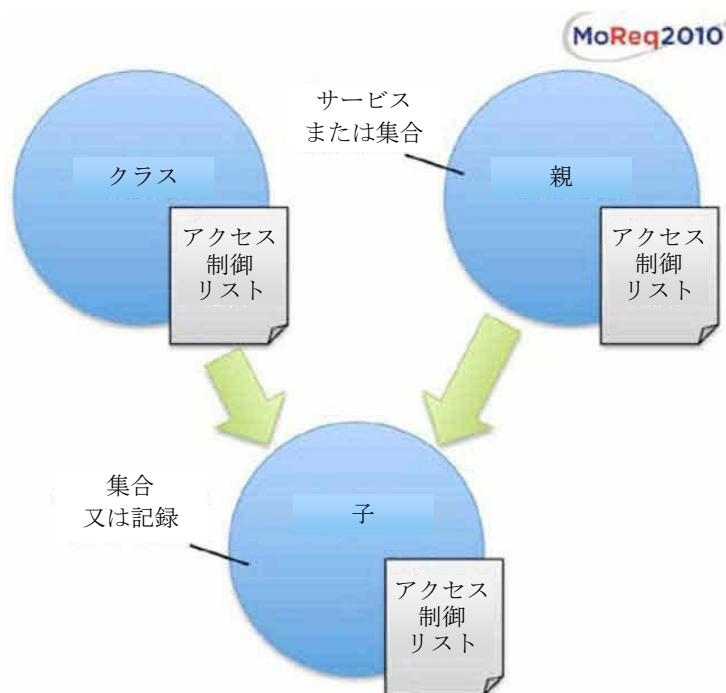 MoReq2010
サービス
または集合
クラス
親
アクセス
制御
リスト
アクセス
制御
リスト
集合
又は記録
子
アクセス
制御
リスト